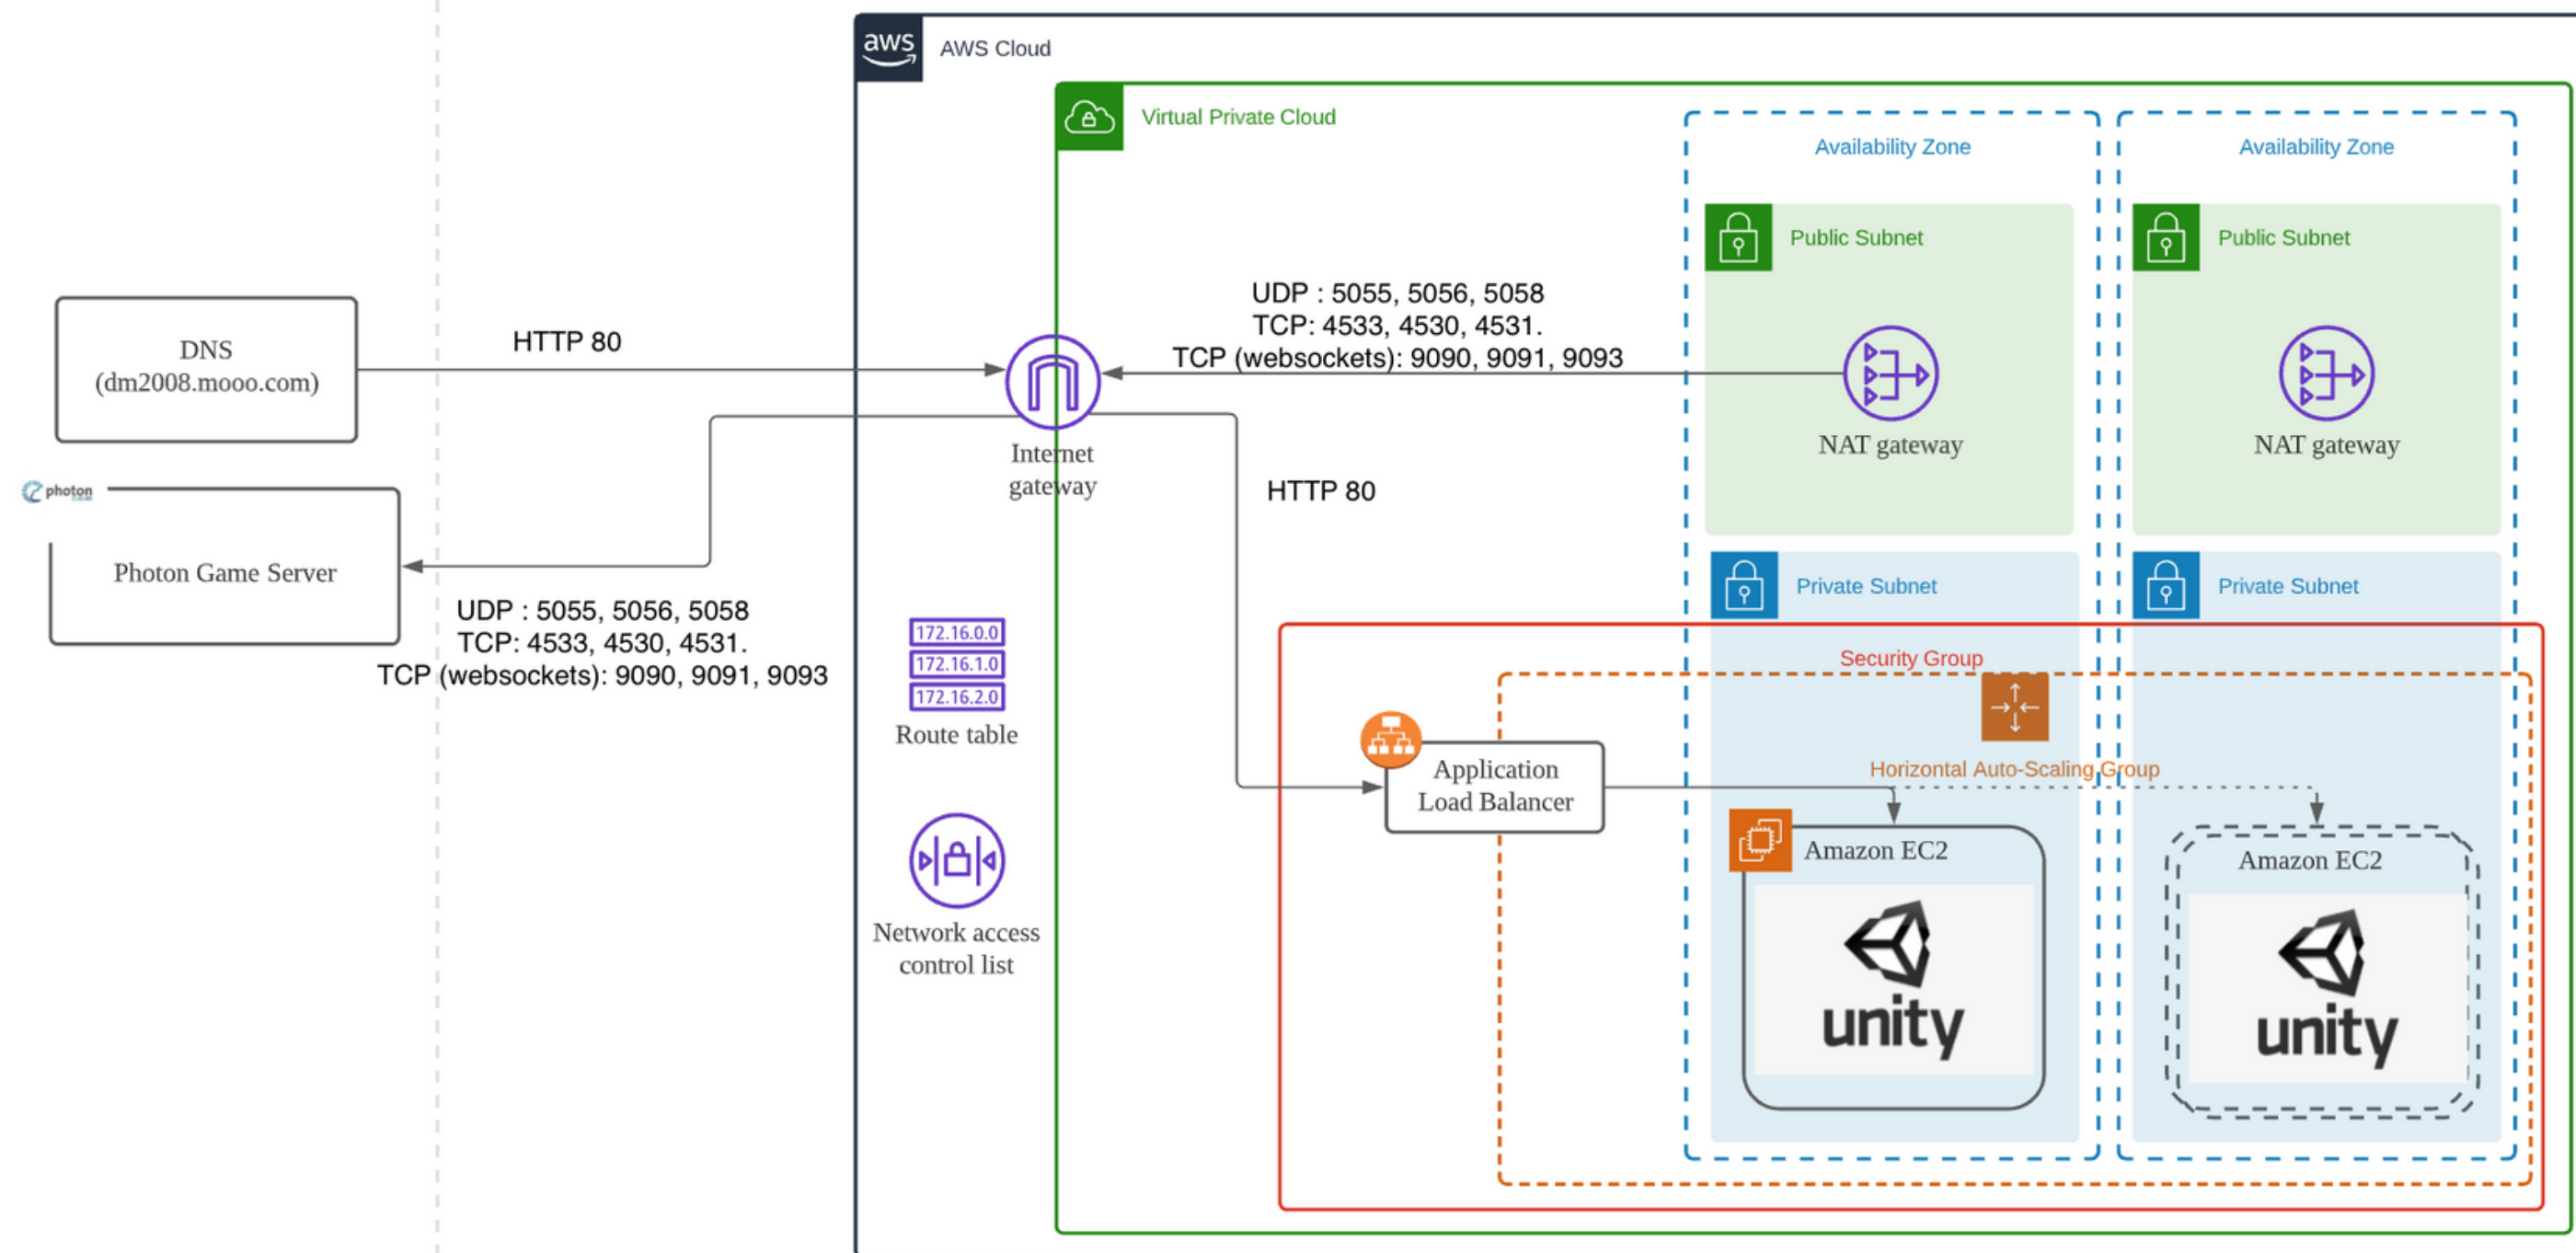 aws
AWS Cloud
Virtual Private Cloud
Availability Zone
Availability Zone
Public Subnet
Public Subnet
UDP : 5055, 5056, 5058
TCP: 4533, 4530, 4531.
TCP (websockets): 9090, 9091, 9093
DNS
(dm2008.mooo.com)
HTTP 80
Internet
gateway
NAT gateway
NAT gateway
HTTP 80
photon
Photon Game Server
UDP : 5055, 5056, 5058
TCP: 4533, 4530, 4531.
TCP (websockets): 9090, 9091, 9093
172.16.0.0
172.16.1.0
172.16.2.0
Route table
Network access
control list
Private Subnet
Private Subnet
Security Group
Horizontal Auto-Scaling Group
Application
Load Balancer
Amazon EC2
unity
Amazon EC2
unity